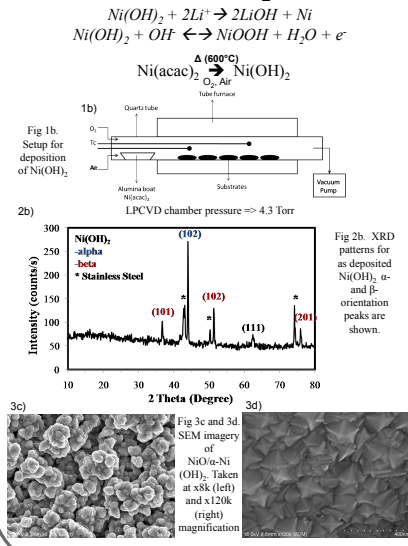 Ni(OH)₂ + 2Li⁺ → 2LiOH + Ni
Ni(OH)₂ + OH⁻ ←→ NiOOH + H₂O + e⁻
Δ (600°C)
Ni(acac)₂ → Ni(OH)₂
O₂, Air
1b)
Tube furnace
Quartz tube
Fig 1b.
Setup for
deposition
of Ni(OH)₂
O₂
Tc
Air
Alumina boat
Ni(acac)₂
Substrates
Vacuum
Pump
LPCVD chamber pressure => 4.3 Torr
2b)
300
250
200
150
100
50
0
Intensity (counts/s)
Ni(OH)₂
-alpha
-beta
* Stainless Steel
(102)
(101)
*
*
(102)
(111)
*
(201)
10 20 30 40 50 60 70 80
2 Theta (Degree)
Fig 2b. XRD
patterns for
as deposited
Ni(OH)₂ α-
and β-
orientation
peaks are
shown.
3c)
Fig 3c and 3d.
SEM imagery
of
NiO/α-Ni
(OH)₂. Taken
at x8k (left)
and x120k
(right)
magnification
3d)